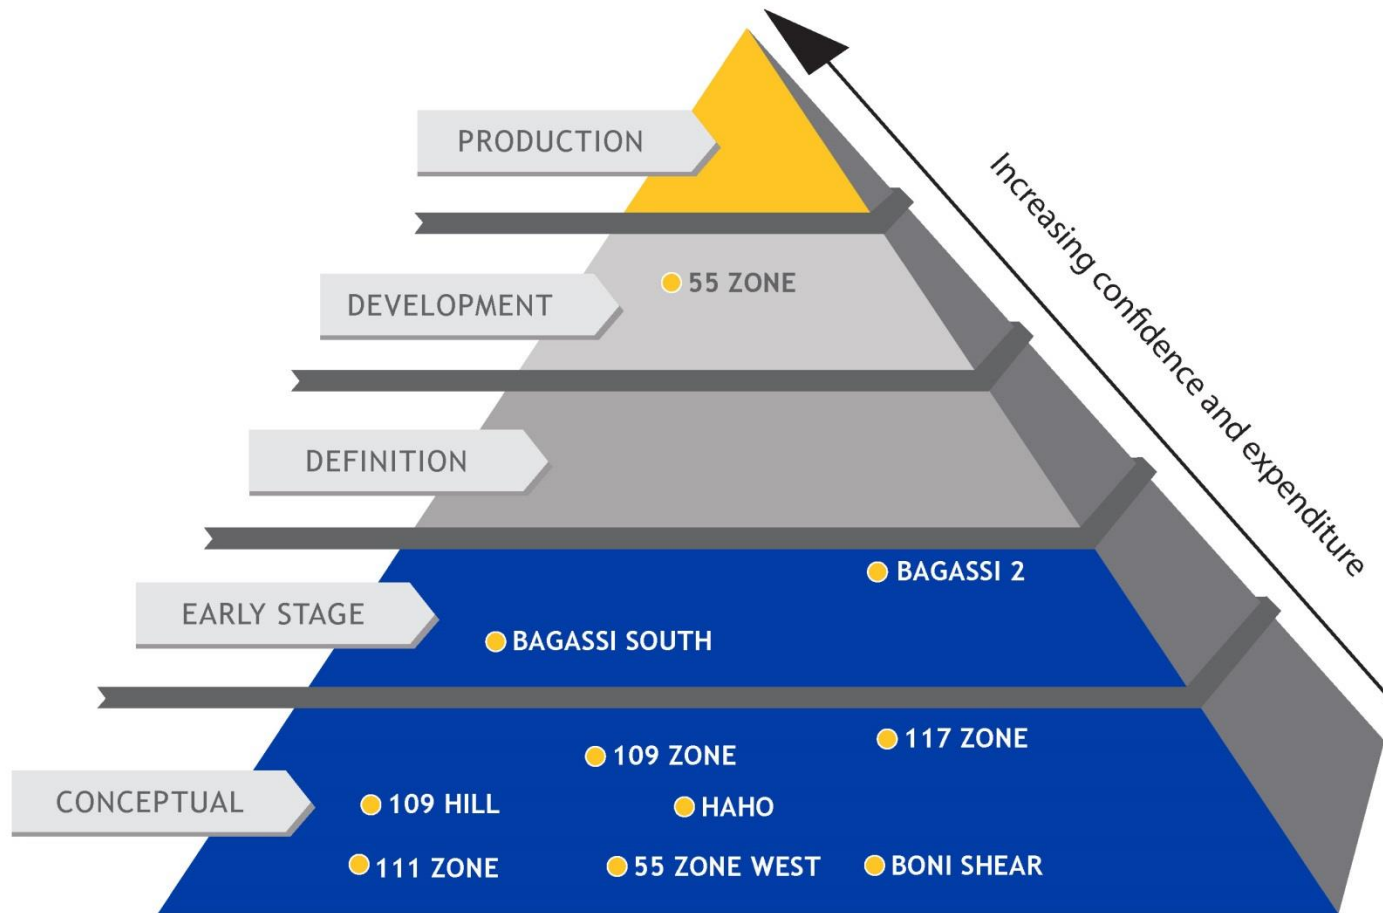 PRODUCTION
Increasing confidence and expenditure
DEVELOPMENT
55 ZONE
DEFINITION
BAGASSI 2
EARLY STAGE
BAGASSI SOUTH
117 ZONE
109 ZONE
CONCEPTUAL
109 HILL
HAHO
111 ZONE
55 ZONE WEST
BONI SHEAR